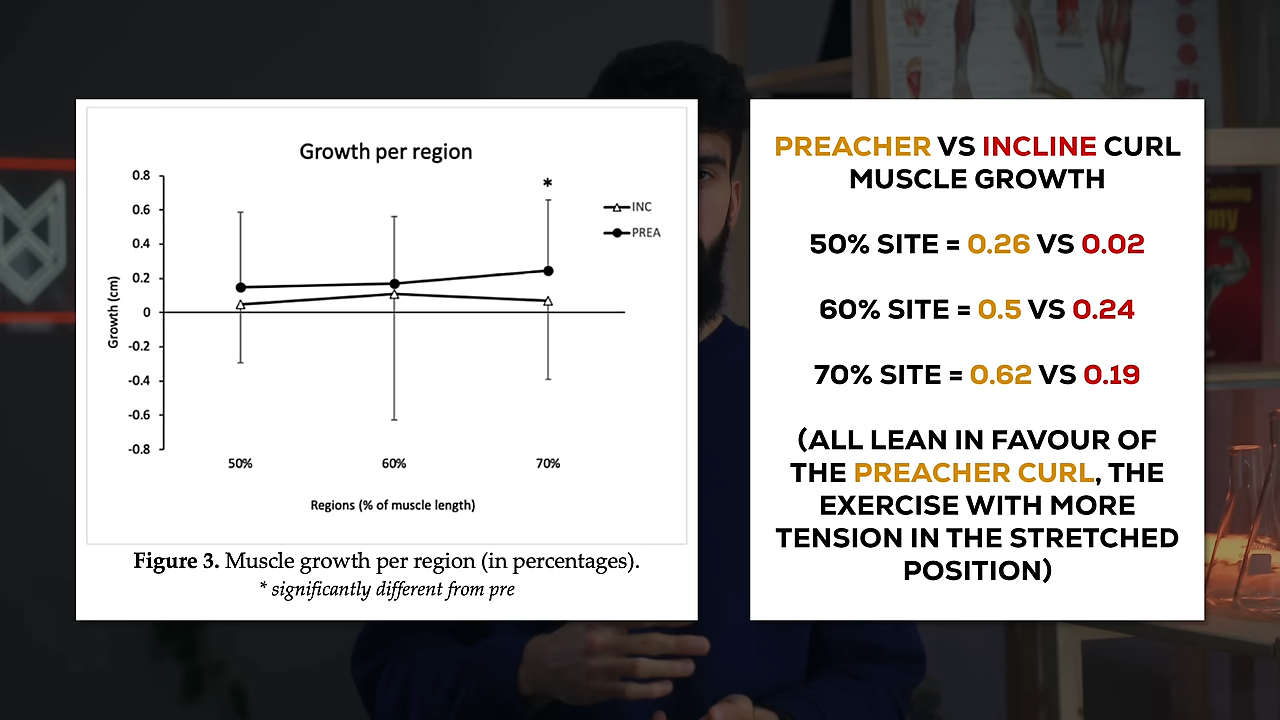 Growth per region
0.8
0.6
0.4
0.2
0
-0.2
-0.4
-0.6
-0.8
Growth (cm)
*
INC
PREA
50%
60%
70%
Regions (% of muscle length)
Figure 3. Muscle growth per region (in percentages).
* significantly different from pre
PREACHER VS INCLINE CURL
MUSCLE GROWTH
50% SITE = 0.26 VS 0.02
60% SITE = 0.5 VS 0.24
70% SITE = 0.62 VS 0.19
(ALL LEAN IN FAVOUR OF
THE PREACHER CURL, THE
EXERCISE WITH MORE
TENSION IN THE STRETCHED
POSITION)